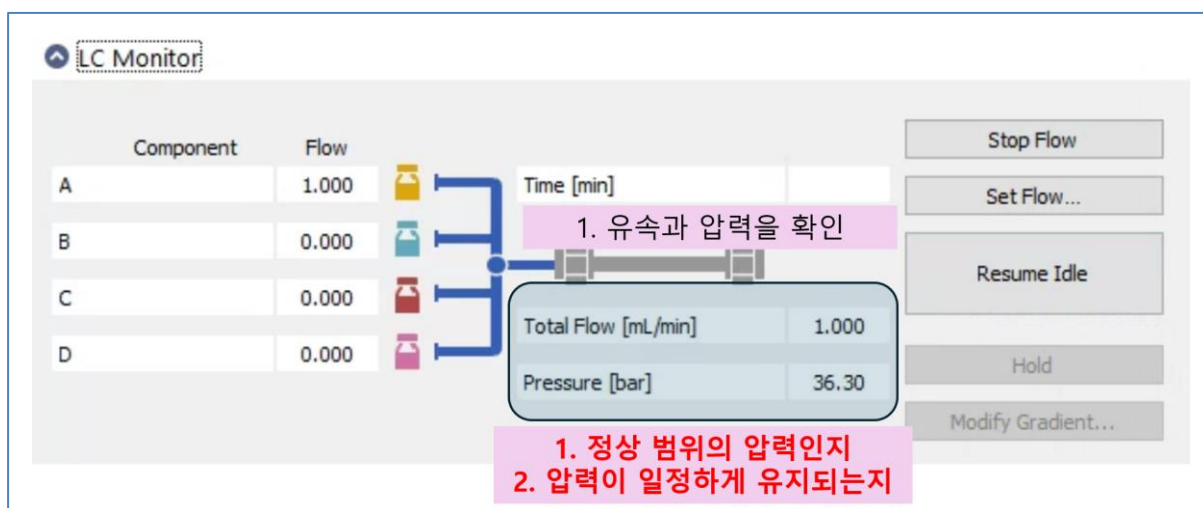 LC Monitor
Component Flow
A 1.000
B 0.000
C 0.000
D 0.000
Time [min]
1. 유속과 압력을 확인
Total Flow [mL/min] 1.000
Pressure [bar] 36.30
1. 정상 범위의 압력인지
2. 압력이 일정하게 유지되는지
Stop Flow
Set Flow...
Resume Idle
Hold
Modify Gradient...